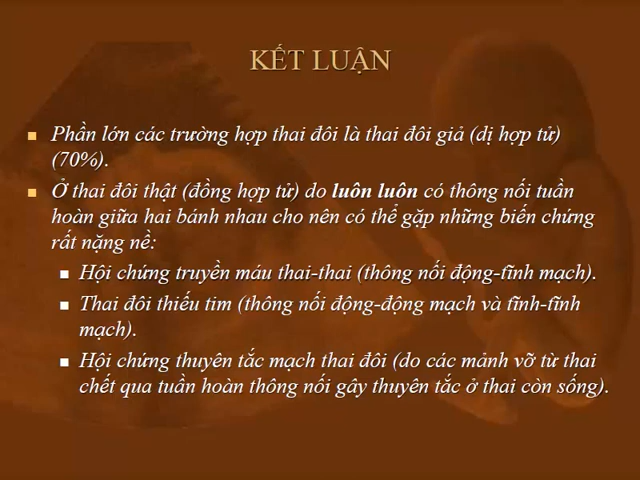 KẾT LUẬN
Phần lớn các trường hợp thai đôi là thai đôi giả (dị hợp tử)
(70%).
Ở thai đôi thật (đồng hợp tử) do luôn luôn có thông nối tuần
hoàn giữa hai bánh nhau cho nên có thể gặp những biến chứng
rất nặng nề:
Hội chứng truyền máu thai-thai (thông nối động-tĩnh mạch).
Thai đôi thiếu tim (thông nối động-động mạch và tĩnh-tĩnh
mạch).
Hội chứng thuyên tắc mạch thai đôi (do các mảnh vỡ từ thai
chết qua tuần hoàn thông nối gây thuyên tắc ở thai còn sống).